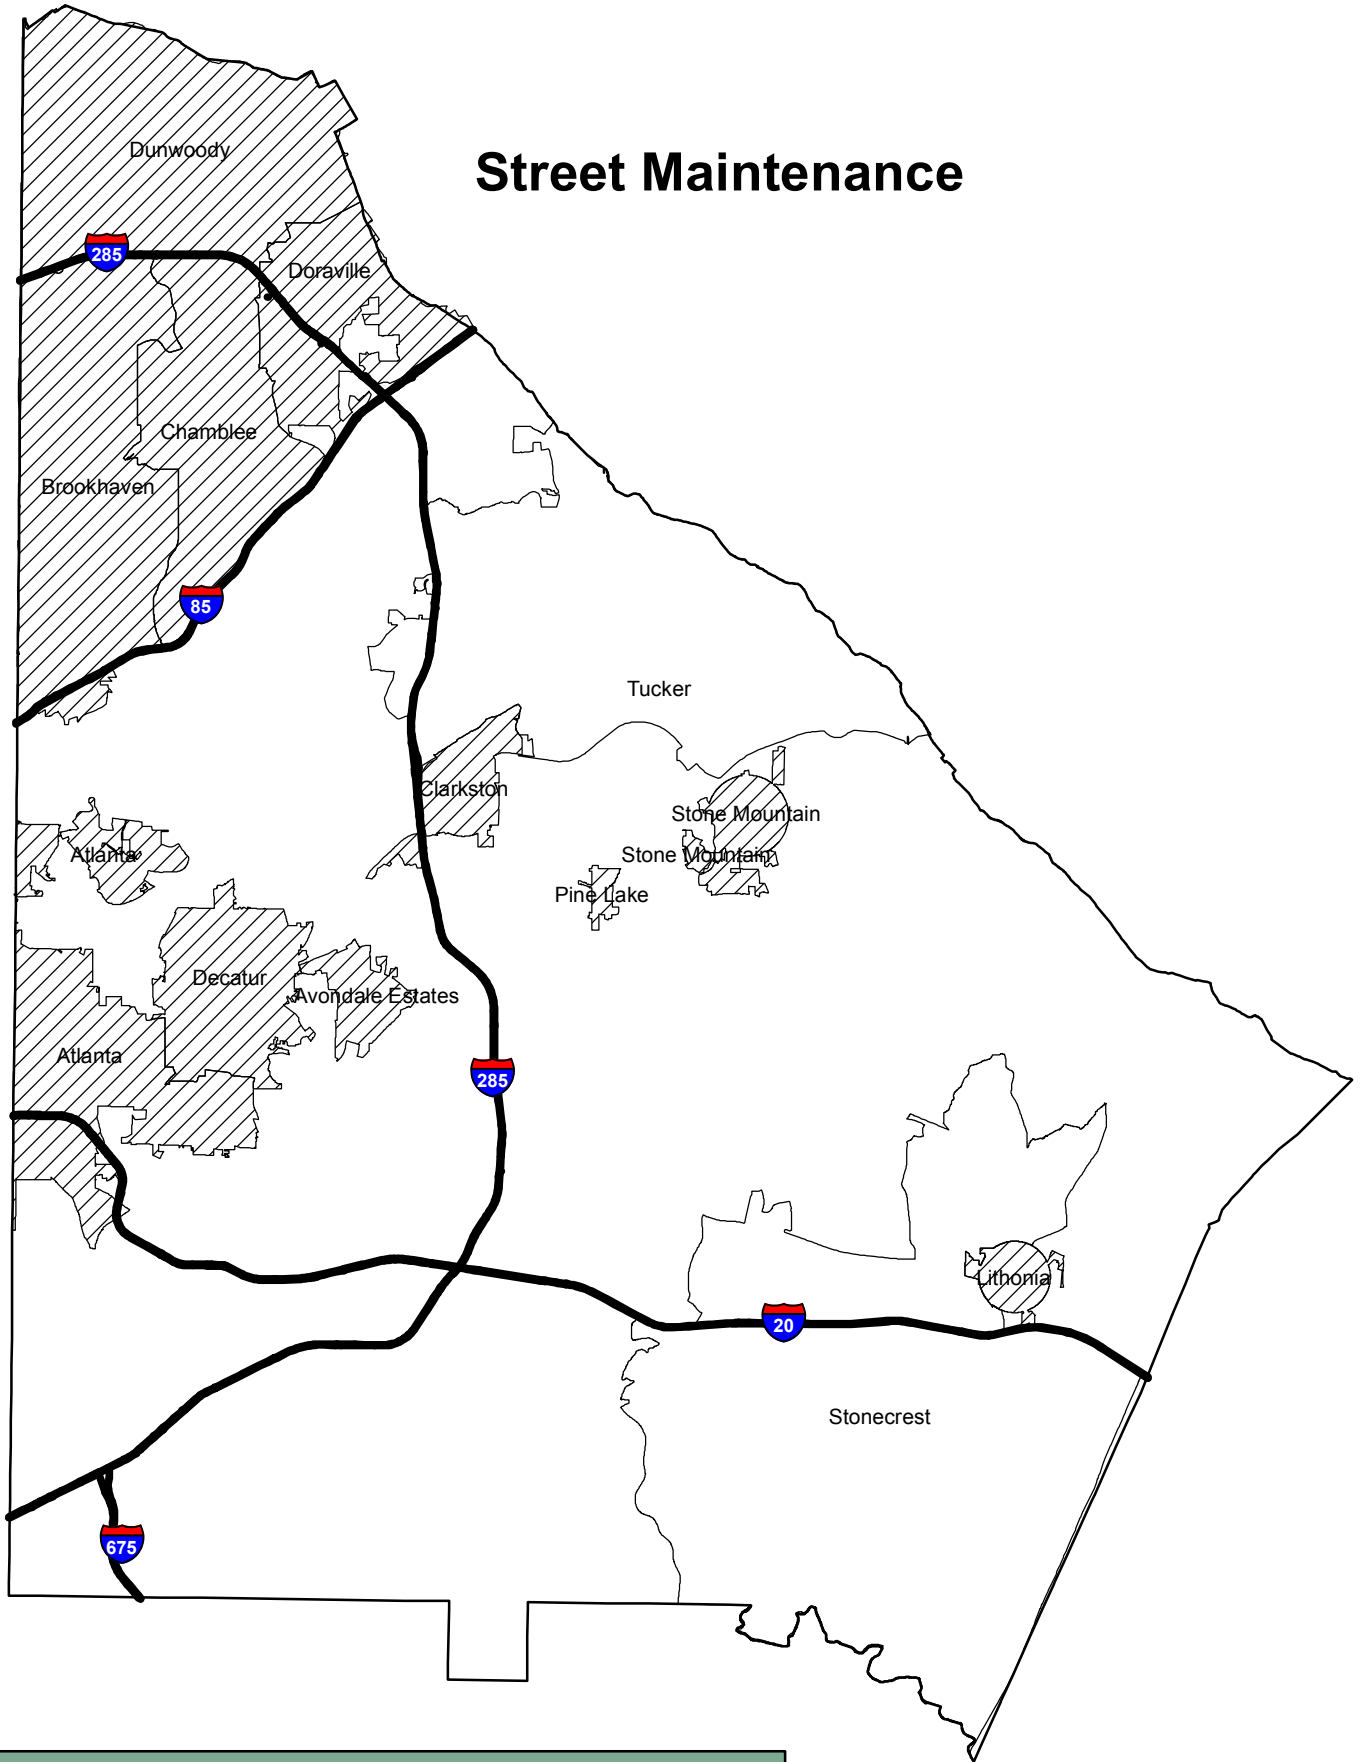 Dunwoody
Street Maintenance
285
Doraville
Chamblee
Brookhaven
85
Tucker
Clarkston
Stone Mountain
Atlanta
Stone Mountain
Pine Lake
Decatur
Avondale Estates
Atlanta
285
Lithonia
20
Stonecrest
675